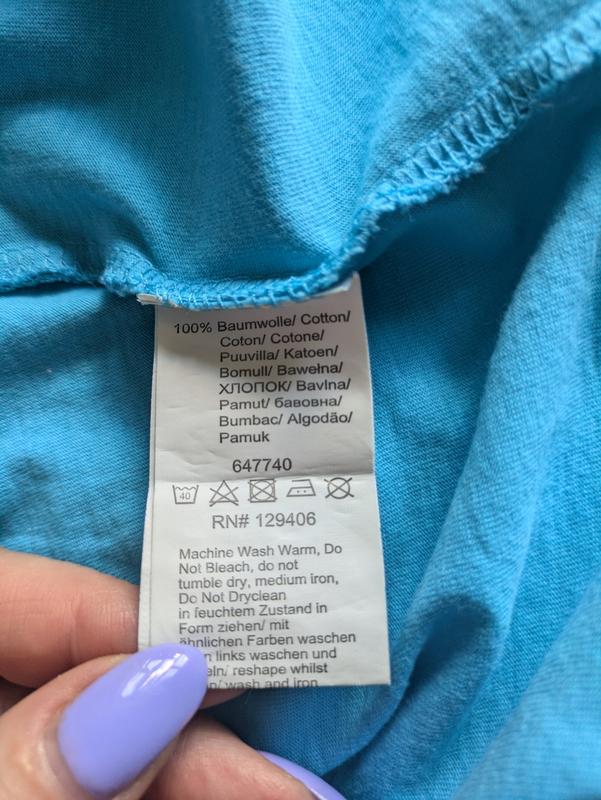 100% Baumwolle/ Cotton/
Coton/ Cotone/
Puuvilla/ Katoen/
Bomull/ Bawełna/
ХЛОПОК/ Bavlna/
Pamut/ бавовна/
Bumbac/ Algodão/
Pamuk
647740
40
RN# 129406
Machine Wash Warm, Do
Not Bleach, do not
tumble dry, medium iron,
Do Not Dryclean
in feuchtem Zustand in
Form ziehen/ mit
ähnlichen Farben waschen
links waschen und
reshape whilst
wash and iron